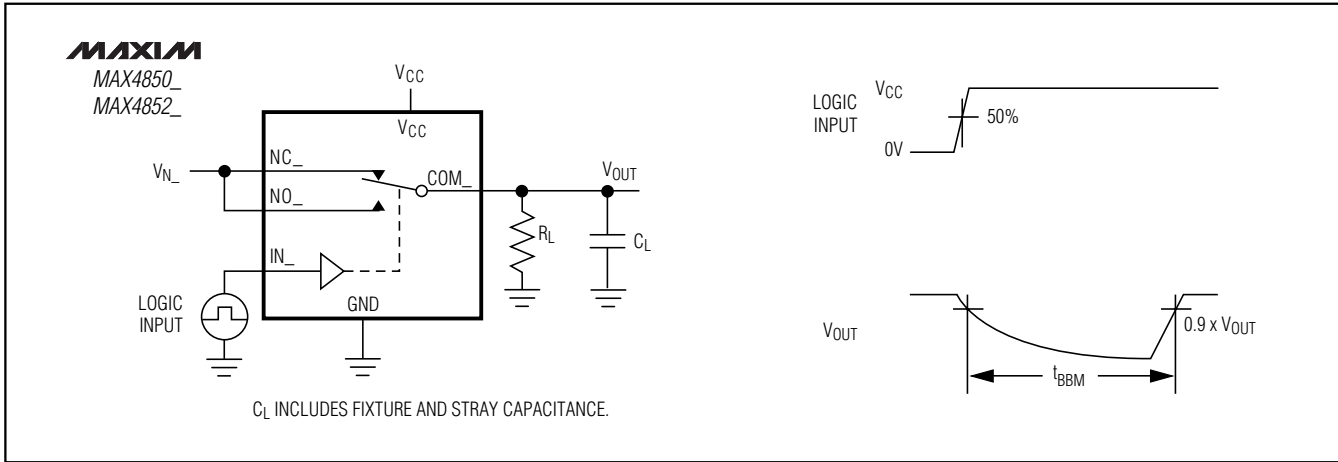 MAXIM
MAX4850_
MAX4852_
VCC
VCC
VN_
NC_
NO_
COM_
VOUT
RL
CL
IN_
LOGIC
INPUT
GND
CL INCLUDES FIXTURE AND STRAY CAPACITANCE.
LOGIC
INPUT
VCC
50%
0V
VOUT
0.9 x VOUT
tBBM